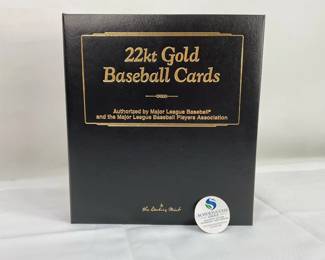 22kt Gold
Baseball Cards
Authorized by Major League Baseball®
and the Major League Baseball Players Association
the Danbury Mint